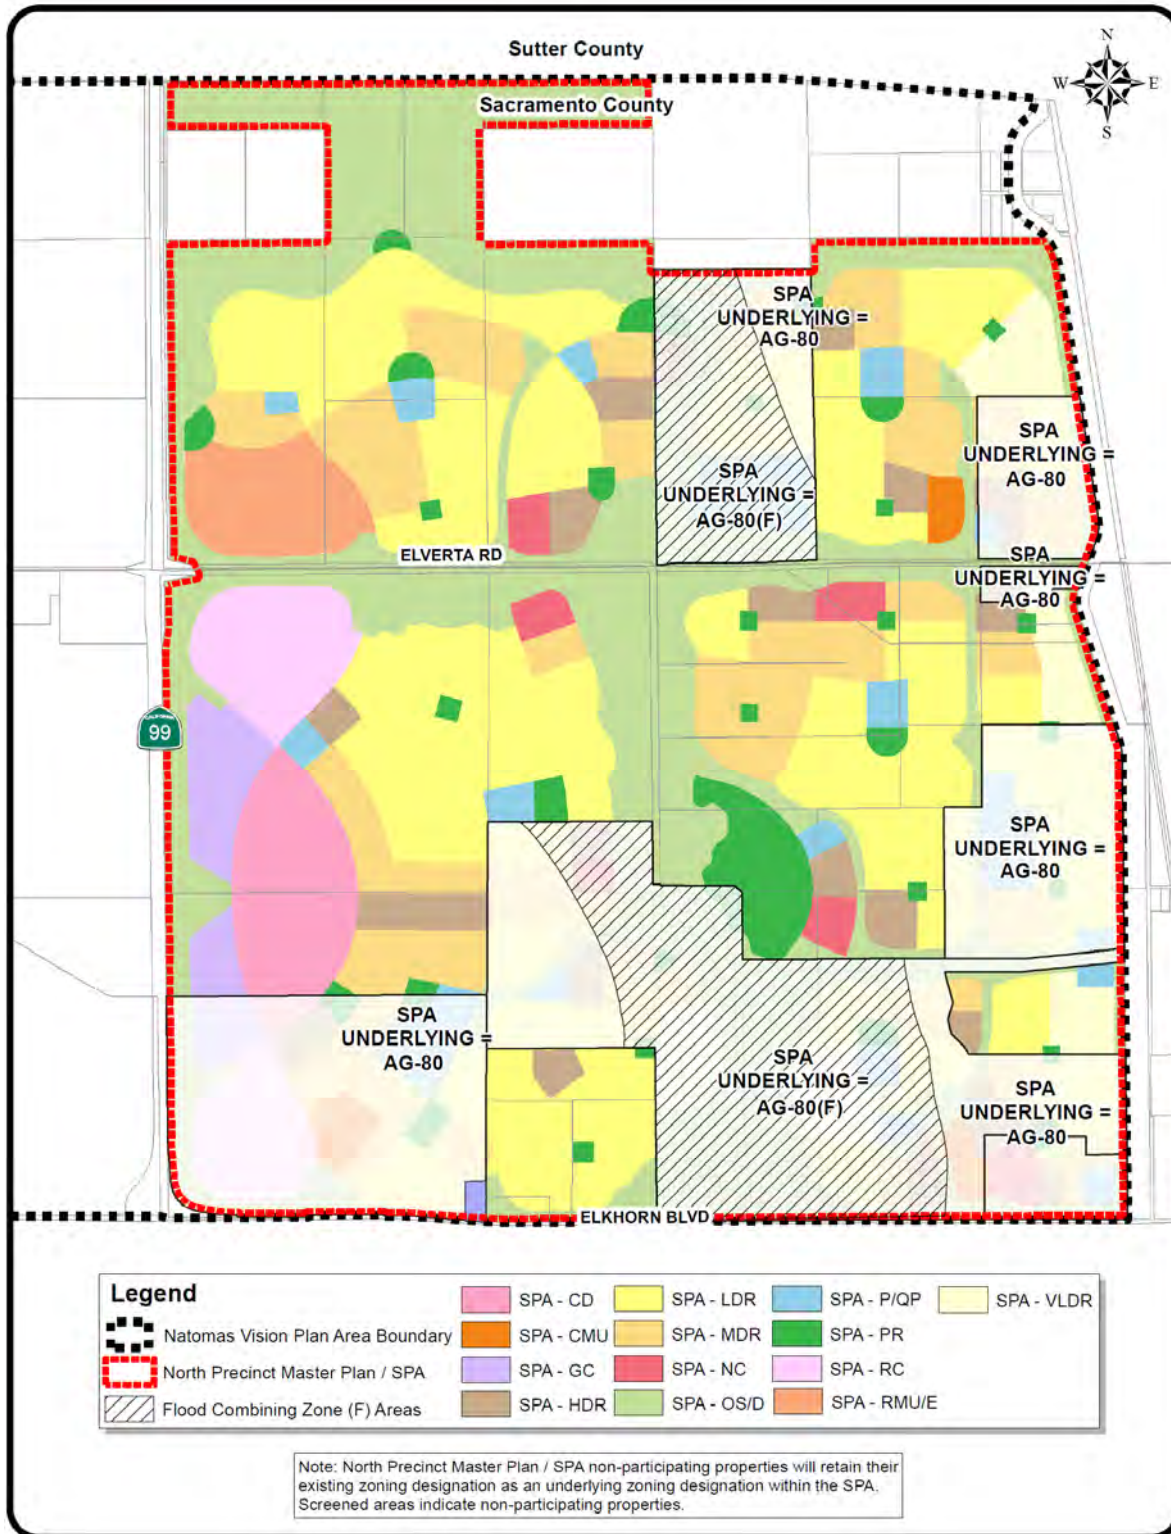 Sutter County
N
W
E
S
Sacramento County
SPA
UNDERLYING =
AG-80
SPA
UNDERLYING =
AG-80
SPA
UNDERLYING =
AG-80(F)
ELVERTA RD
SPA
UNDERLYING =
AG-80
CALIFORNIA
99
SPA
UNDERLYING =
AG-80
SPA
UNDERLYING =
AG-80
SPA
UNDERLYING =
AG-80(F)
SPA
UNDERLYING =
AG-80
ELKHORN BLVD
Legend
Natomas Vision Plan Area Boundary
North Precinct Master Plan / SPA
Flood Combining Zone (F) Areas
SPA - CD
SPA - CMU
SPA - GC
SPA - HDR
SPA - LDR
SPA - MDR
SPA - NC
SPA - OS/D
SPA - P/QP
SPA - PR
SPA - RC
SPA - RMU/E
SPA - VLDR
Note: North Precinct Master Plan / SPA non-participating properties will retain their
existing zoning designation as an underlying zoning designation within the SPA.
Screened areas indicate non-participating properties.